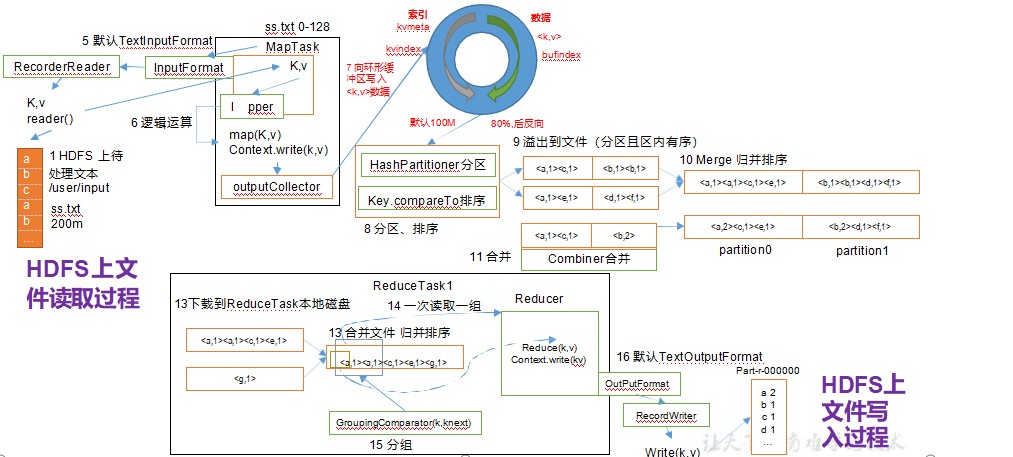 ss.txt 0-128
5 默认TextInputFormat
MapTask
RecorderReader
InputFormat
K,v
K,v
reader()
6 逻辑运算
map(K,v)
Context.write(k,v)
outputCollector
1 HDFS 上待
处理文本
/user/input
ss.txt
200m
a
b
c
a
b
...
HDFS上文
件读取过程
索引
kvmeta
kvindex
数据
<k,v>
bufindex
7 向环形缓
冲区写入
<k,v>数据
默认100M
80%,后反向
HashPartitioner分区
Key.compareTo排序
8 分区、排序
9 溢出到文件（分区且区内有序）
<a,1><c,1>
<b,1><b,1>
<a,1><e,1>
<d,1><f,1>
10 Merge 归并排序
<a,1><a,1><c,1><e,1>
<b,1><b,1><d,1><f,1>
<a,1><c,1>
<b,2>
11 合并
Combiner合并
<a,2><c,1><e,1>
<b,2><d,1><f,1>
partition0
partition1
ReduceTask1
13下载到ReduceTask本地磁盘
14 一次读取一组
Reducer
<a,1><a,1><c,1><e,1>
<g,1>
13 合并文件 归并排序
<a,1><a,1><c,1><e,1><g,1>
Reduce(k,v)
Context.write(kv)
GroupingComparator(k,knext)
15 分组
16 默认TextOutputFormat
OutPutFormat
RecordWriter
Write(k,v)
Part-r-000000
a 2
b 1
c 1
d 1
...
HDFS上
文件写
入过程